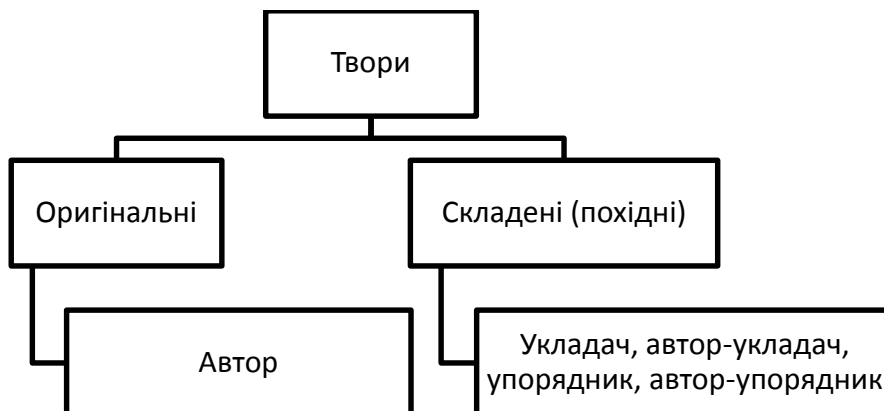 Твори
Оригінальні
Складені (похідні)
Автор
Укладач, автор-укладач,
упорядник, автор-упорядник